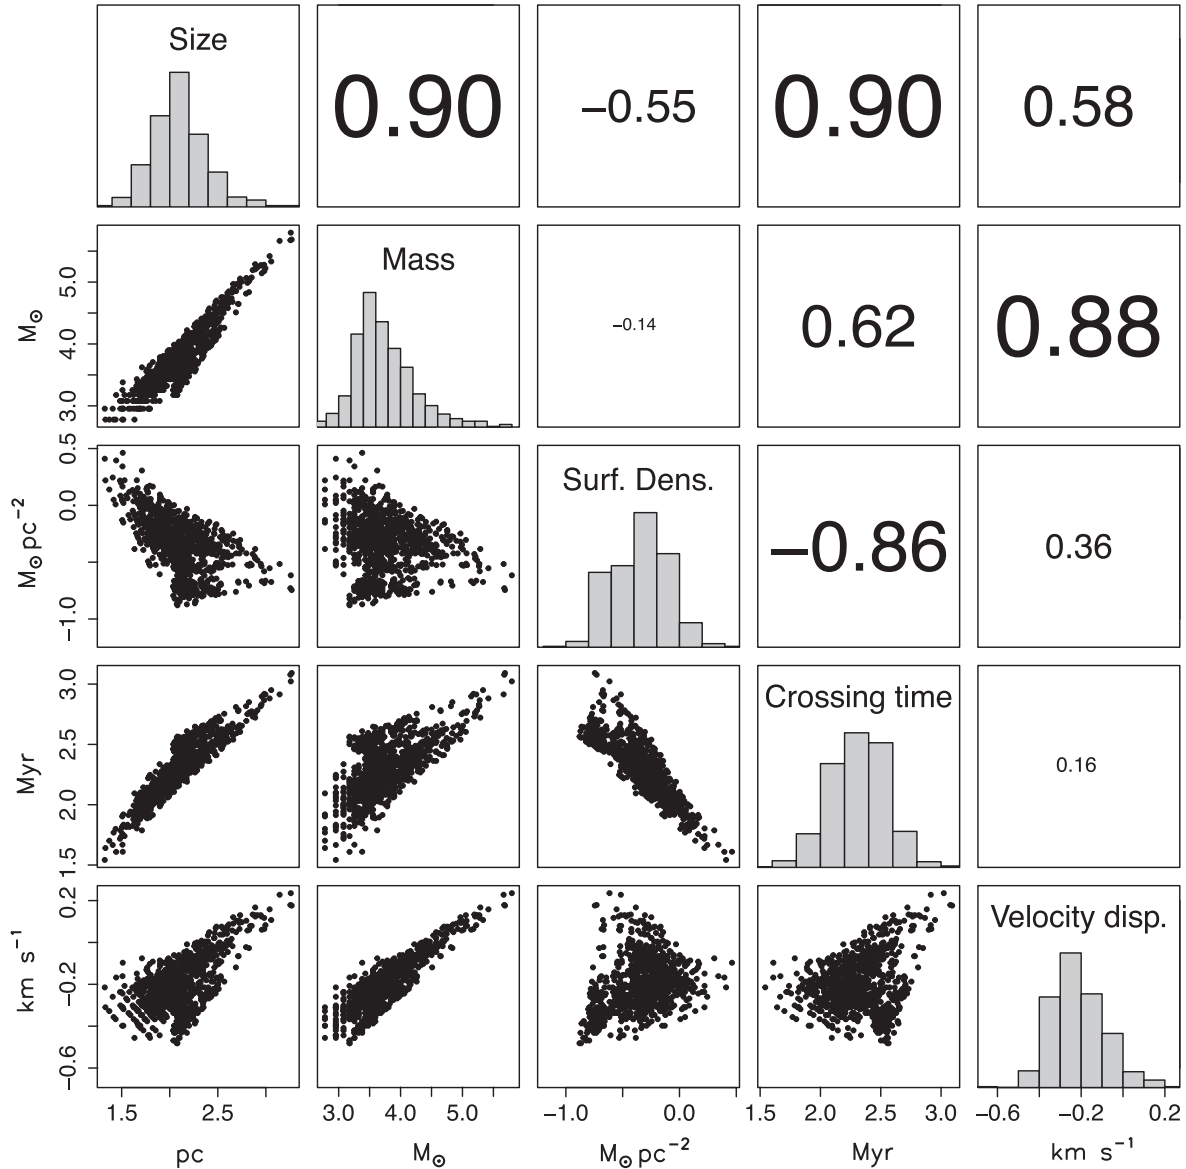 Size
0.90
−0.55
0.90
0.58
M⊙
5.0
4.0
3.0
Mass
−0.14
0.62
0.88
M⊙ pc−2
0.5
0.0
−1.0
Surf. Dens.
−0.86
0.36
Myr
3.0
2.5
2.0
1.5
Crossing time
0.16
km s−1
0.2
−0.2
−0.6
Velocity disp.
1.5 2.5 3.0 4.0 5.0 −1.0 0.0 1.5 2.0 2.5 3.0 −0.6 −0.2 0.2
pc M⊙ M⊙ pc−2 Myr km s−1